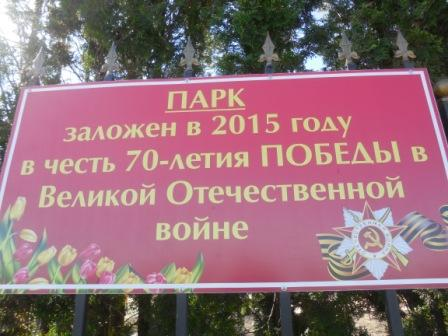 ПАРК
заложен в 2015 году
в честь 70-летия ПОБЕДЫ в
Великой Отечественной
войне